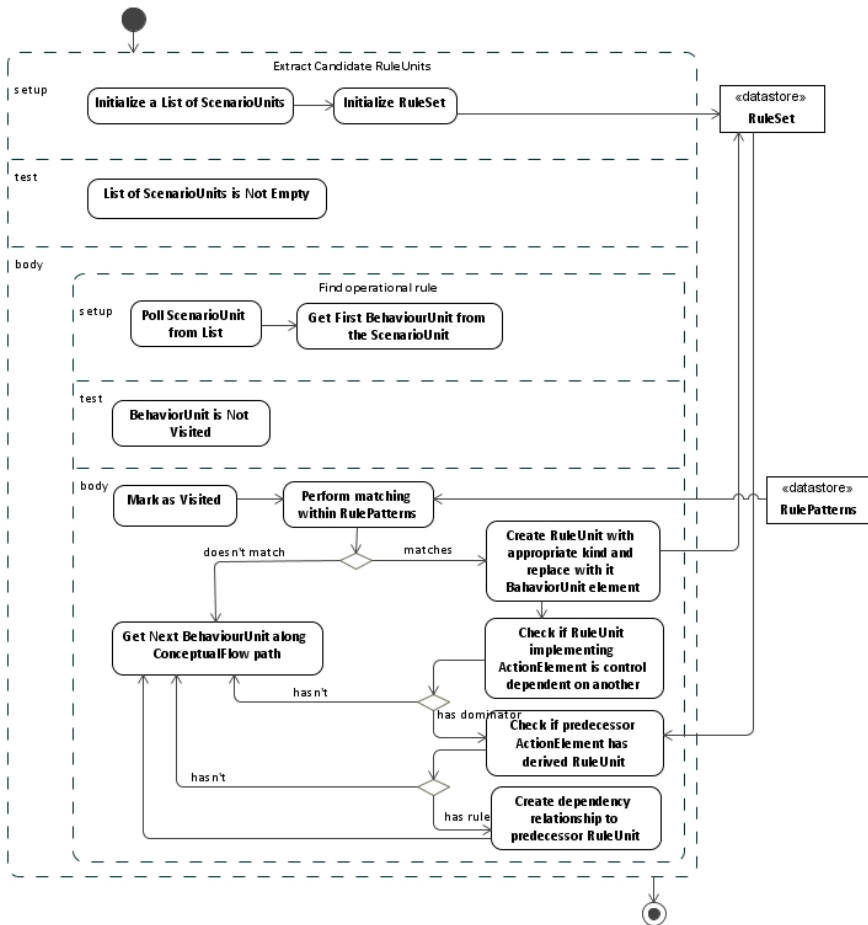 Extract Candidate RuleUnits
setup
Initialize a List of ScenarioUnits
Initialize RuleSet
«datastore»
RuleSet
test
List of ScenarioUnits is Not Empty
body
Find operational rule
setup
Poll ScenarioUnit
from List
Get First BehaviourUnit from
the ScenarioUnit
test
BehaviorUnit is Not
Visited
body
Mark as Visited
Perform matching
within RulePatterns
«datastore»
RulePatterns
doesn't match
matches
Create RuleUnit with
appropriate kind and
replace with it
BahaviorUnit element
Get Next BehaviourUnit along
ConceptualFlow path
Check if RuleUnit
implementing
ActionElement is control
dependent on another
hasn't
has dominator
Check if predecessor
ActionElement has
derived RuleUnit
hasn't
has rule
Create dependency
relationship to
predecessor RuleUnit